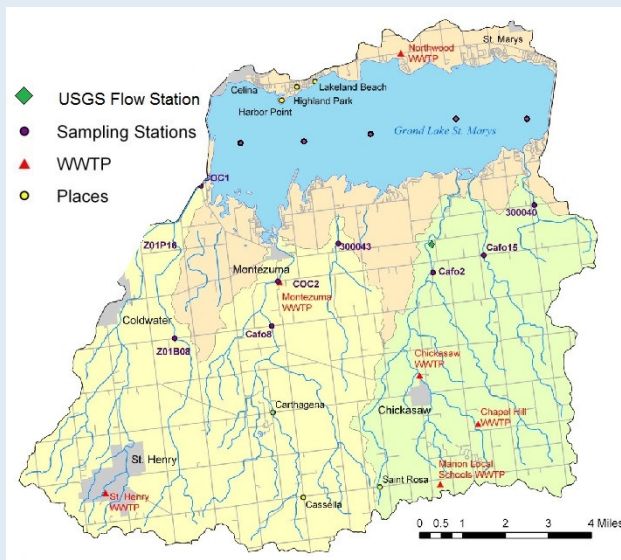 Northwood
WWTP
St. Marys
Celina
Lakeland Beach
Highland Park
Harbor Point
USGS Flow Station
Sampling Stations
WWTP
Places
Grand Lake St. Marys
300040
Z01P16
300043
Cafo15
Montezuma
Cafo2
COC2
Montezuma
WWTP
Coldwater
Cafo8
Z01B08
Chickasaw
WWTP
Carthagena
Chickasaw
Chapel Hill
WWTP
St. Henry
Saint Rosa
Marion Local
Schools WWTP
St. Henry
WWTP
Cassella
0 0.5 1 2 3 4 Miles